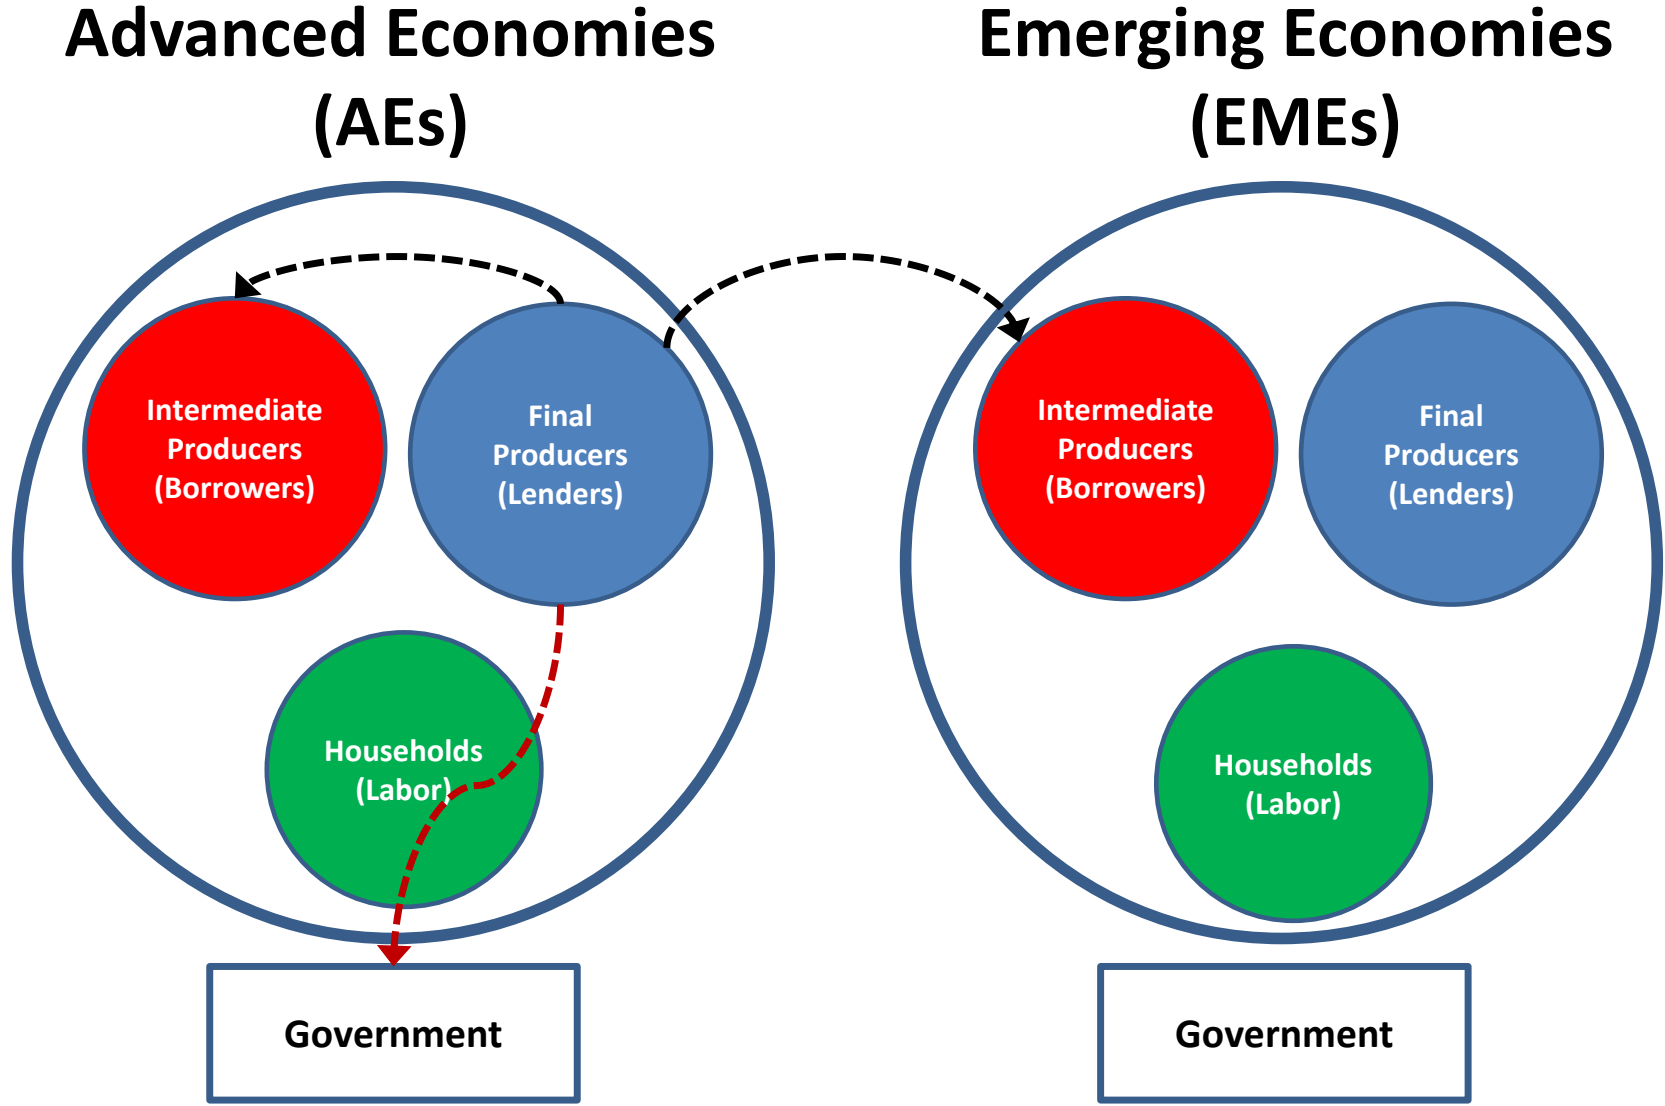 Advanced Economies
(AEs)
Emerging Economies
(EMEs)
Intermediate
Producers
(Borrowers)
Final
Producers
(Lenders)
Households
(Labor)
Government
Intermediate
Producers
(Borrowers)
Final
Producers
(Lenders)
Households
(Labor)
Government